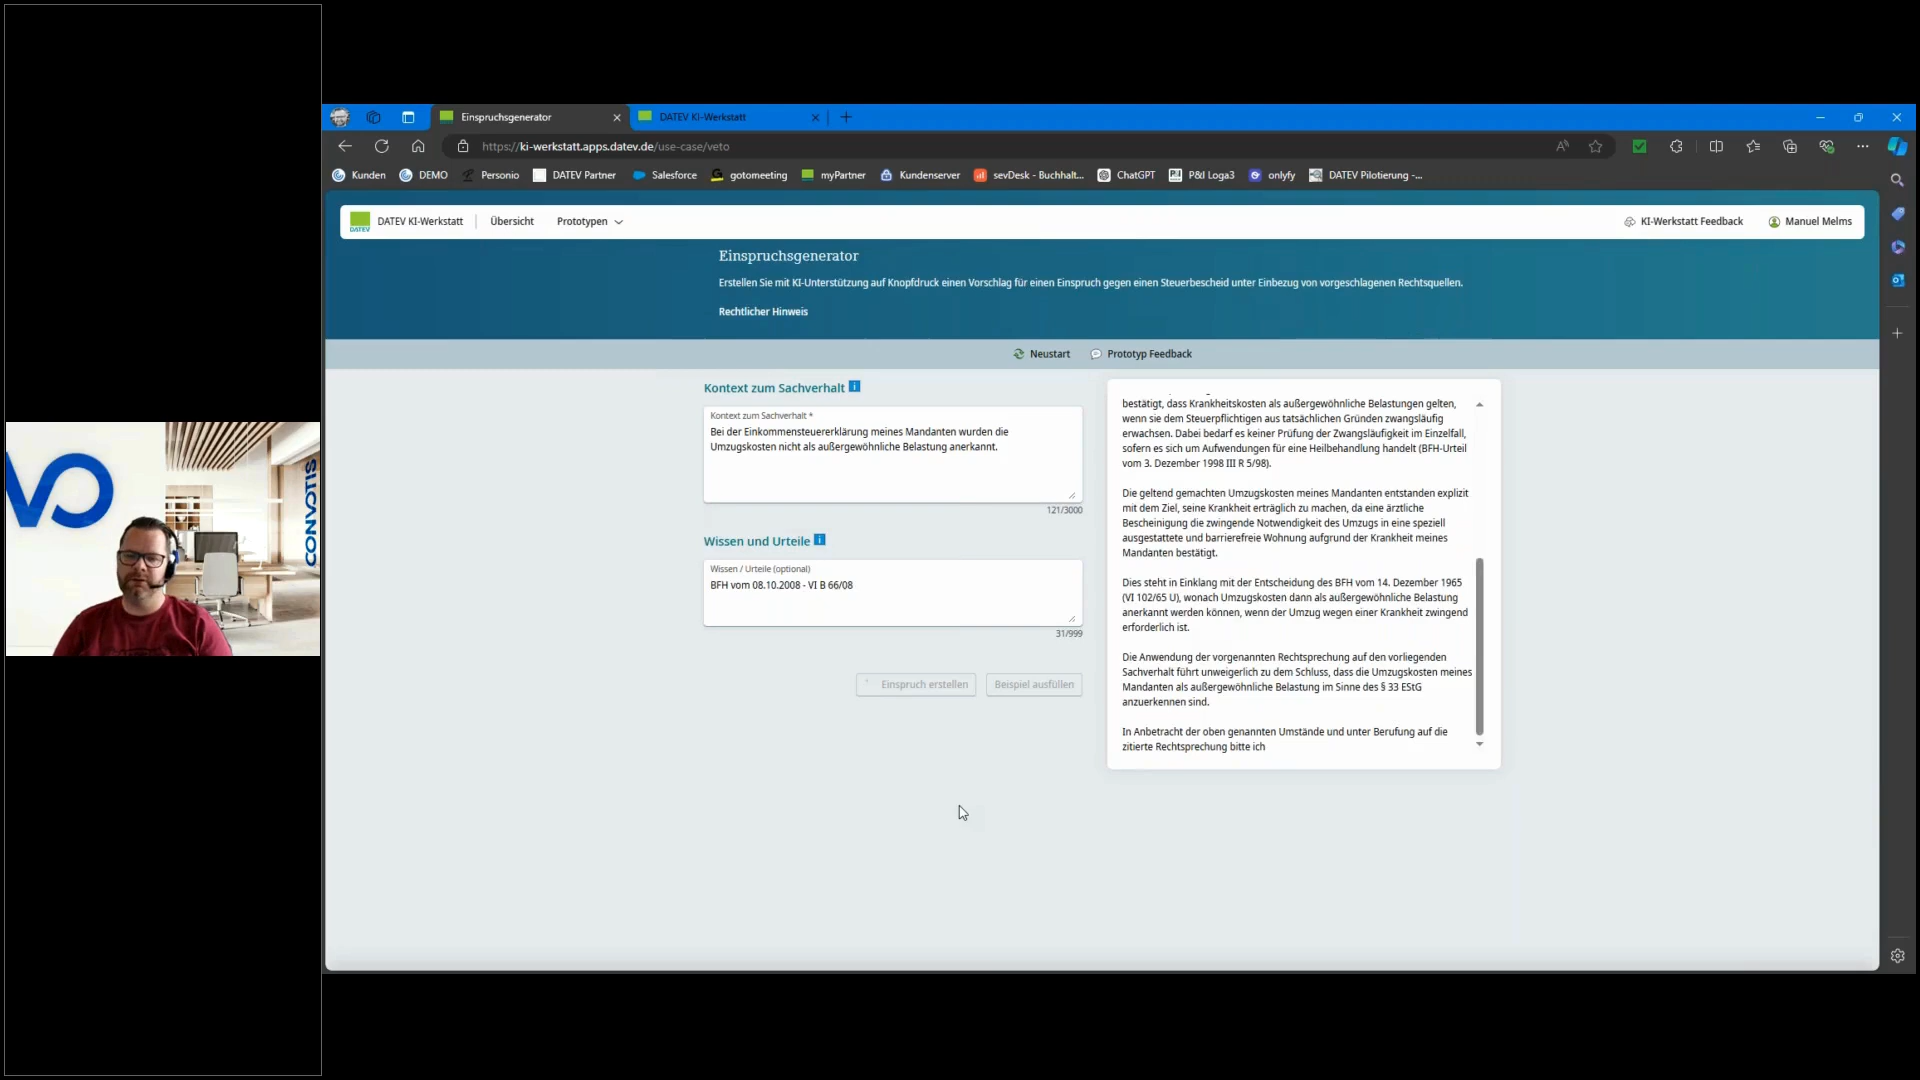 Einspruchsgenerator
DATEV KI-Werkstatt
https://ki-werkstatt.apps.datev.de/use-case/veto
Kunden
DEMO
Personio
DATEV Partner
Salesforce
gotomeeting
myPartner
Kundenserver
sevDesk - Buchhalt...
ChatGPT
P&I Loga3
onlyfy
DATEV Pilotierung -...
DATEV
DATEV KI-Werkstatt
Übersicht
Prototypen
KI-Werkstatt Feedback
Manuel Melms
Einspruchsgenerator
Erstellen Sie mit KI-Unterstützung auf Knopfdruck einen Vorschlag für einen Einspruch gegen einen Steuerbescheid unter Einbezug von vorgeschlagenen Rechtsquellen.
Rechtlicher Hinweis
Neustart
Prototyp Feedback
Kontext zum Sachverhalt
Kontext zum Sachverhalt *
Bei der Einkommensteuererklärung meines Mandanten wurden die
Umzugskosten nicht als außergewöhnliche Belastung anerkannt.
121/3000
Wissen und Urteile
Wissen / Urteile (optional)
BFH vom 08.10.2008 - VI B 66/08
31/999
Einspruch erstellen
Beispiel ausfüllen
bestätigt, dass Krankheitskosten als außergewöhnliche Belastungen gelten,
wenn sie dem Steuerpflichtigen aus tatsächlichen Gründen zwangsläufig
erwachsen. Dabei bedarf es keiner Prüfung der Zwangsläufigkeit im Einzelfall,
sofern es sich um Aufwendungen für eine Heilbehandlung handelt (BFH-Urteil
vom 3. Dezember 1998 III R 5/98).
Die geltend gemachten Umzugskosten meines Mandanten entstanden explizit
mit dem Ziel, seine Krankheit erträglich zu machen, da eine ärztliche
Bescheinigung die zwingende Notwendigkeit des Umzugs in eine speziell
ausgestattete und barrierefreie Wohnung aufgrund der Krankheit meines
Mandanten bestätigt.
Dies steht in Einklang mit der Entscheidung des BFH vom 14. Dezember 1965
(VI 102/65 U), wonach Umzugskosten dann als außergewöhnliche Belastung
anerkannt werden können, wenn der Umzug wegen einer Krankheit zwingend
erforderlich ist.
Die Anwendung der vorgenannten Rechtsprechung auf den vorliegenden
Sachverhalt führt unweigerlich zu dem Schluss, dass die Umzugskosten meines
Mandanten als außergewöhnliche Belastung im Sinne des § 33 EStG
anzuerkennen sind.
In Anbetracht der oben genannten Umstände und unter Berufung auf die
zitierte Rechtsprechung bitte ich
CONVOTIS